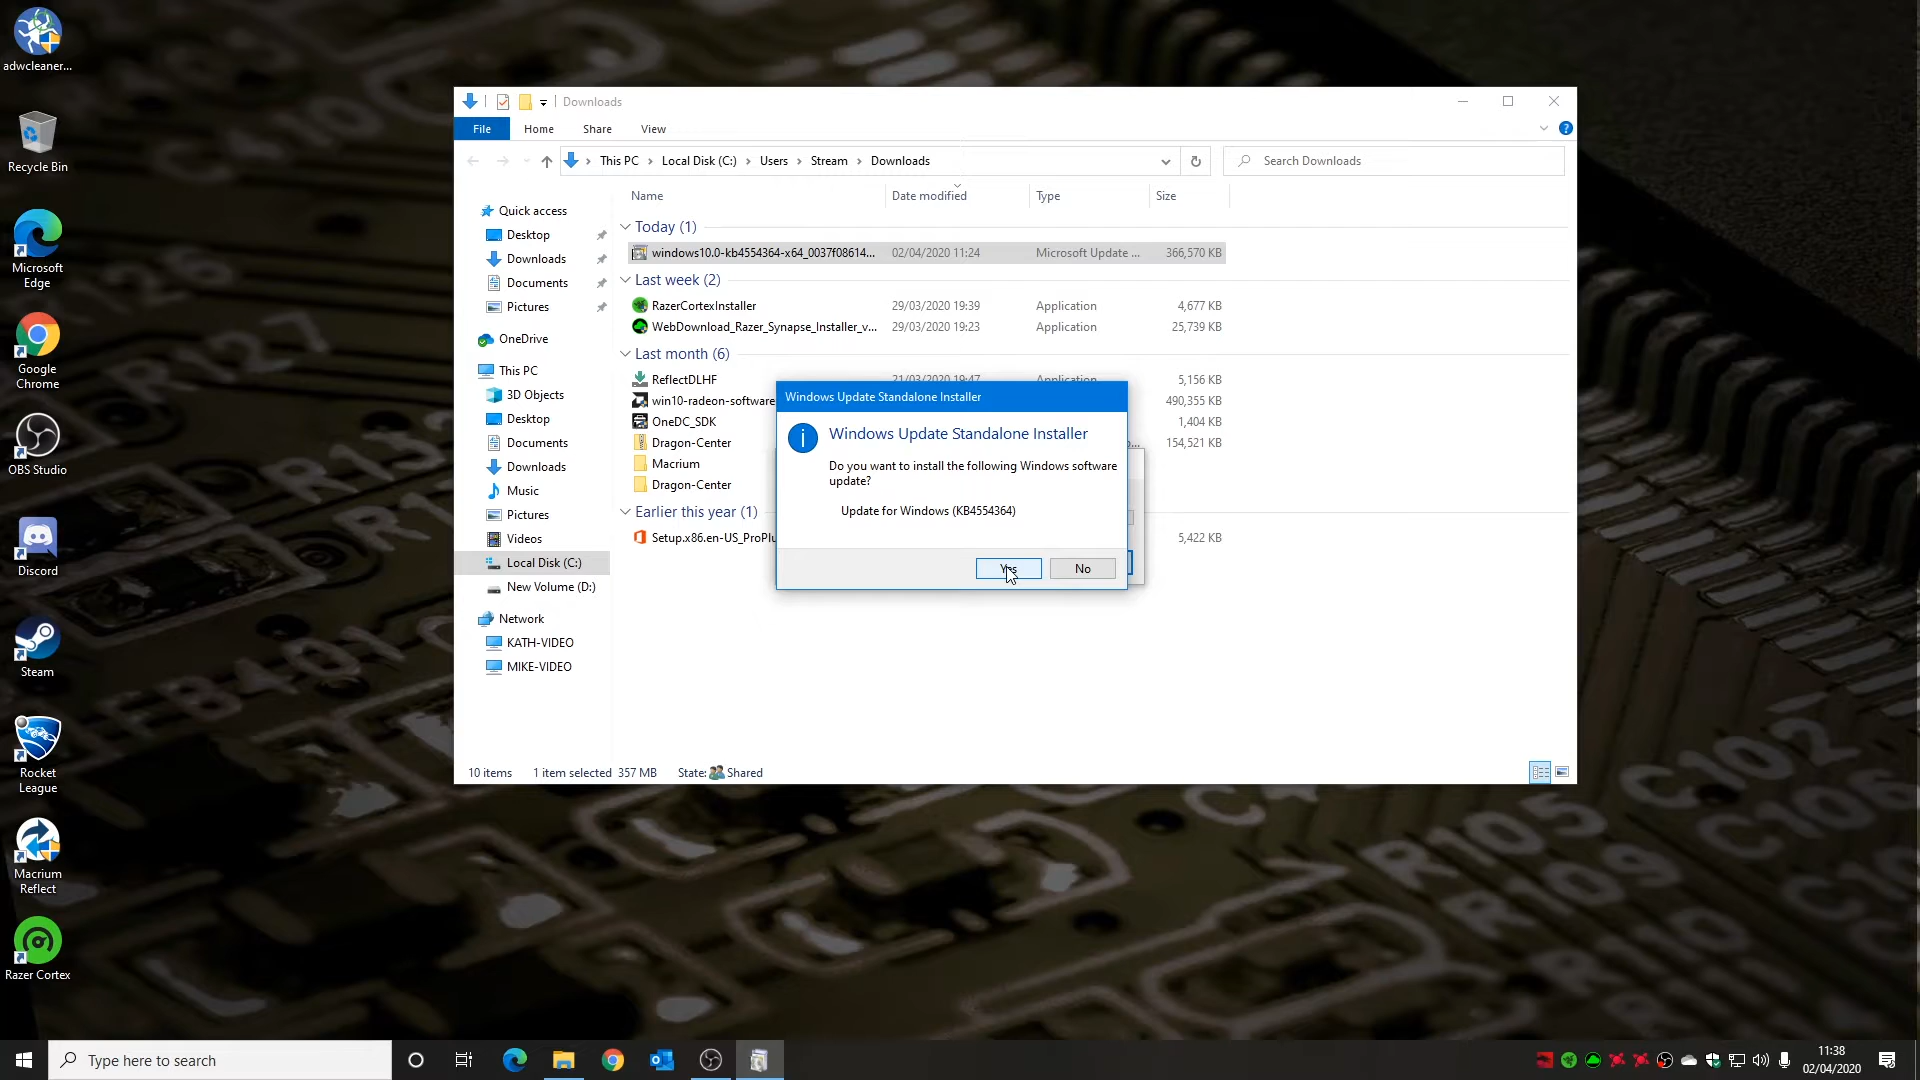 adwcleaner...
Recycle Bin
Microsoft
Edge
Google
Chrome
OBS Studio
Discord
Steam
Rocket
League
Macrium
Reflect
Razer Cortex
Downloads
File Home Share View
This PC > Local Disk (C:) > Users > Stream > Downloads
Search Downloads
Name Date modified Type Size
Quick access
Desktop
Downloads
Documents
Pictures
OneDrive
This PC
3D Objects
Desktop
Documents
Downloads
Music
Pictures
Videos
Local Disk (C:)
New Volume (D:)
Network
KATH-VIDEO
MIKE-VIDEO
Today (1)
windows10.0-kb4554364-x64_0037f08614... 02/04/2020 11:24 Microsoft Update ... 366,570 KB
Last week (2)
RazerCortexInstaller 29/03/2020 19:39 Application 4,677 KB
WebDownload_Razer_Synapse_Installer_v... 29/03/2020 19:23 Application 25,739 KB
Last month (6)
ReflectDLHF 21/03/2020 19:47 Application 5,156 KB
win10-radeon-software 490,355 KB
OneDC_SDK 1,404 KB
Dragon-Center 154,521 KB
Macrium
Dragon-Center
Earlier this year (1)
Setup.x86.en-US_ProPlu 5,422 KB
Windows Update Standalone Installer
Windows Update Standalone Installer
Do you want to install the following Windows software
update?
Update for Windows (KB4554364)
Yes No
10 items 1 item selected 357 MB State: Shared
R127
C102
R105
R109
Type here to search
11:38
02/04/2020